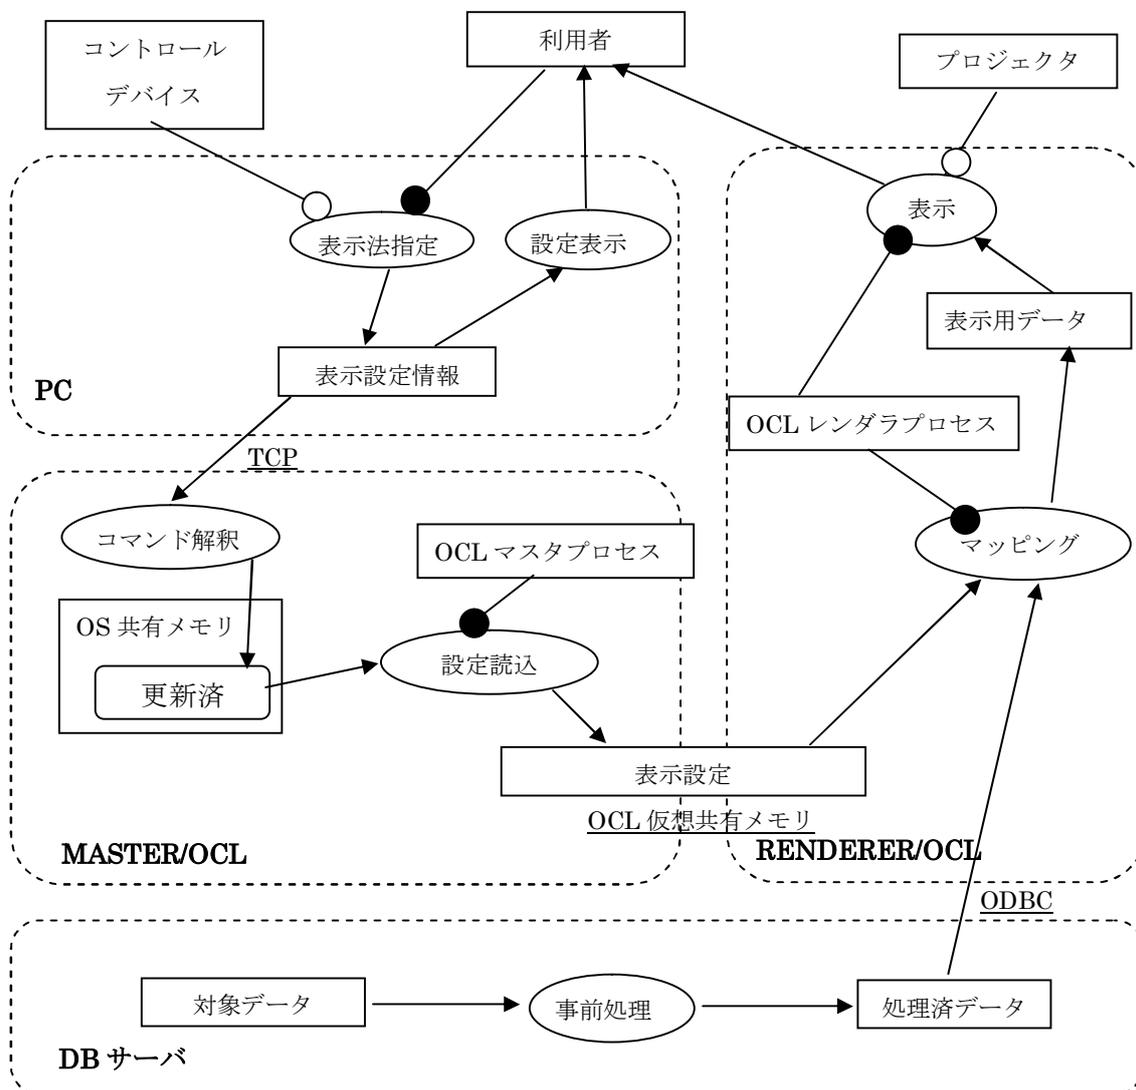 コントロール
デバイス
利用者
プロジェクタ
表示法指定
設定表示
表示
表示用データ
表示設定情報
PC
OCL レンダラプロセス
TCP
コマンド解釈
OCL マスタプロセス
マッピング
OS 共有メモリ
更新済
設定読込
表示設定
OCL 仮想共有メモリ
MASTER/OCL
RENDERER/OCL
ODBC
対象データ
事前処理
処理済データ
DB サーバ